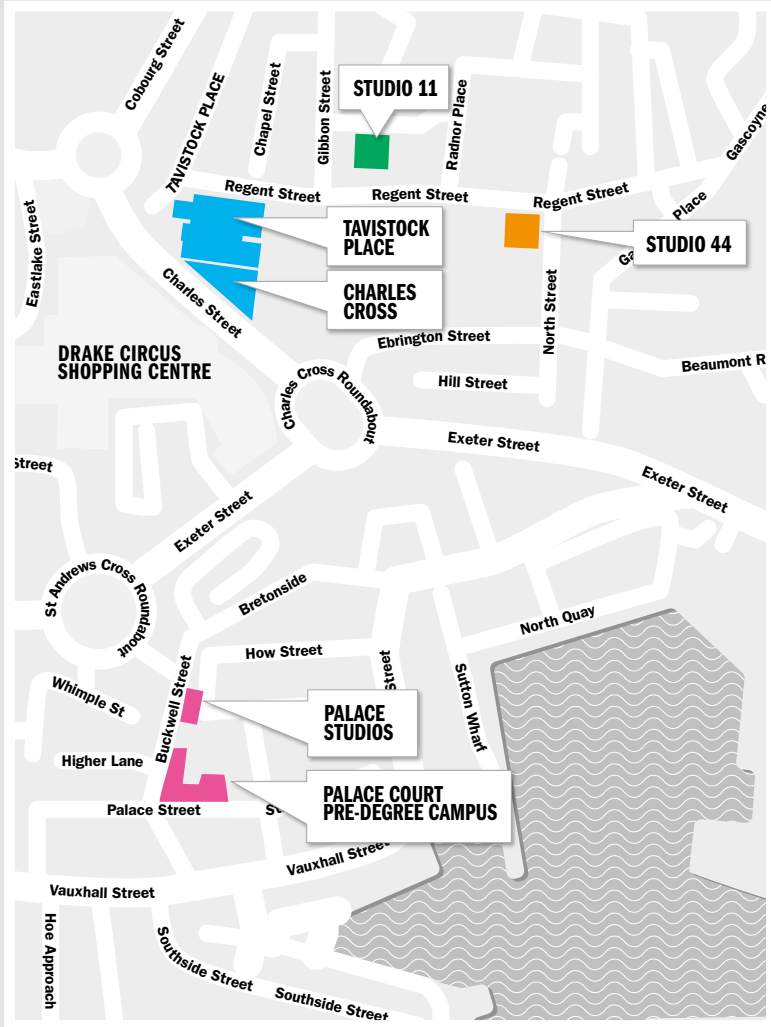 Cobourg Street
TAVISTOCK PLACE
Chapel Street
Gibbon Street
STUDIO 11
Radnor Place
Gascoyne
Regent Street
Regent Street
Regent Street
Place
Ga
Eastlake Street
TAVISTOCK
PLACE
STUDIO 44
CHARLES
CROSS
Charles Street
North Street
Ebrington Street
DRAKE CIRCUS
SHOPPING CENTRE
Beaumont R
Hill Street
Charles Cross Roundabout
Exeter Street
Street
Exeter Street
Exeter Street
St Andrews Cross Roundabout
Bretonside
North Quay
How Street
Street
Sutton Wharf
Whimple St
Buckwell Street
PALACE
STUDIOS
Higher Lane
PALACE COURT
PRE-DEGREE CAMPUS
Palace Street
St
Vauxhall Street
Vauxhall Street
Hoe Approach
Southside Street
Southside Street